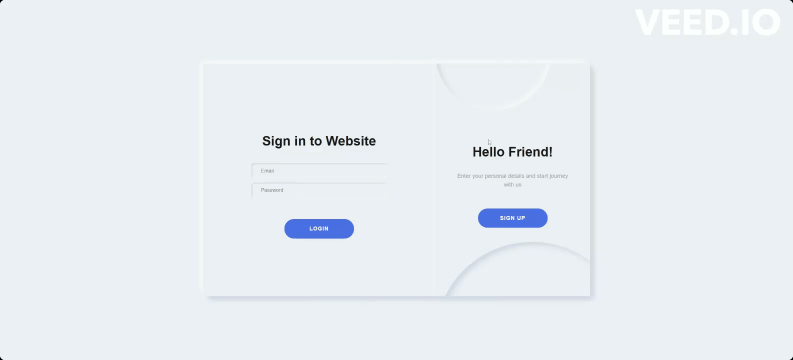 VEED.IO
Sign in to Website
Email
Password
LOGIN
Hello Friend!
Enter your personal details and start journey
with us
SIGN UP